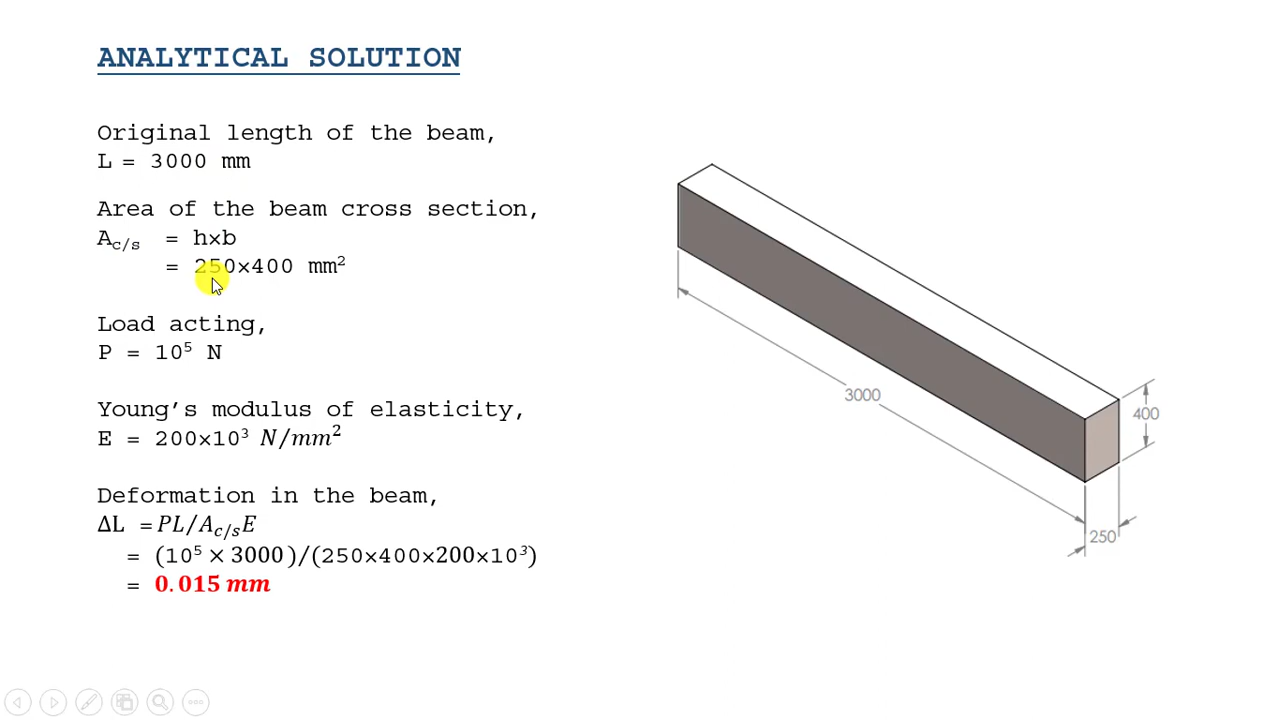 ANALYTICAL SOLUTION
Original length of the beam,
L = 3000 mm
Area of the beam cross section,
A_c/s = h×b
= 250×400 mm²
Load acting,
P = 10⁵ N
Young’s modulus of elasticity,
E = 200×10³ N/mm²
Deformation in the beam,
ΔL = PL/A_c/sE
= (10⁵ × 3000)/(250×400×200×10³)
= 0.015 mm
3000
400
250